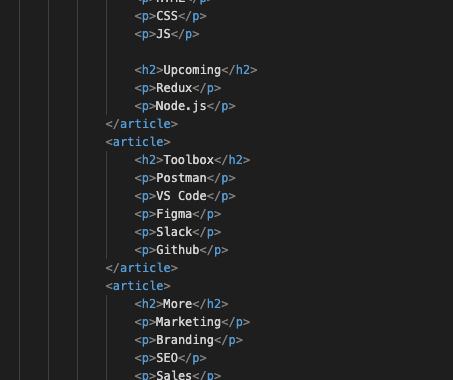 <p>HTML</p>
<p>CSS</p>
<p>JS</p>
<h2>Upcoming</h2>
<p>Redux</p>
<p>Node.js</p>
</article>
<article>
<h2>Toolbox</h2>
<p>Postman</p>
<p>VS Code</p>
<p>Figma</p>
<p>Slack</p>
<p>Github</p>
</article>
<article>
<h2>More</h2>
<p>Marketing</p>
<p>Branding</p>
<p>SEO</p>
<p>Sales</p>